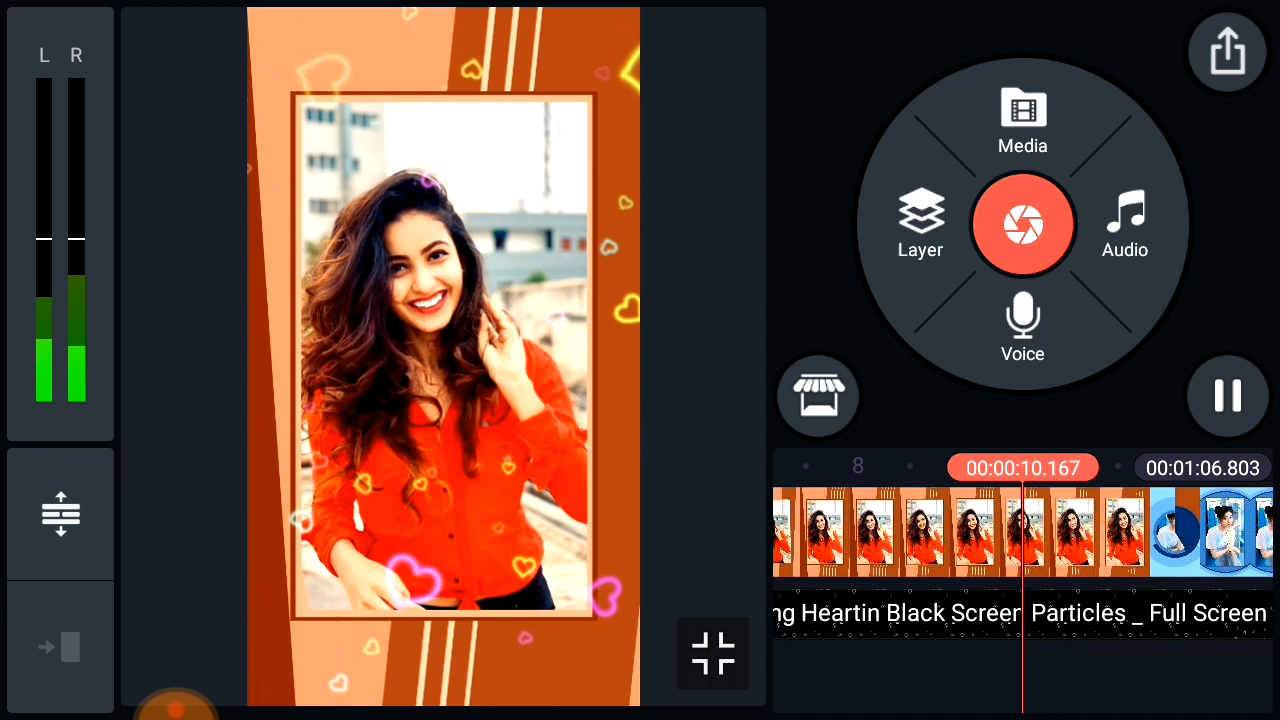 L R
Media
Layer
Audio
Voice
8
00:00:10.167
00:01:06.803
ng Heartin Black Screen Particles _ Full Screen